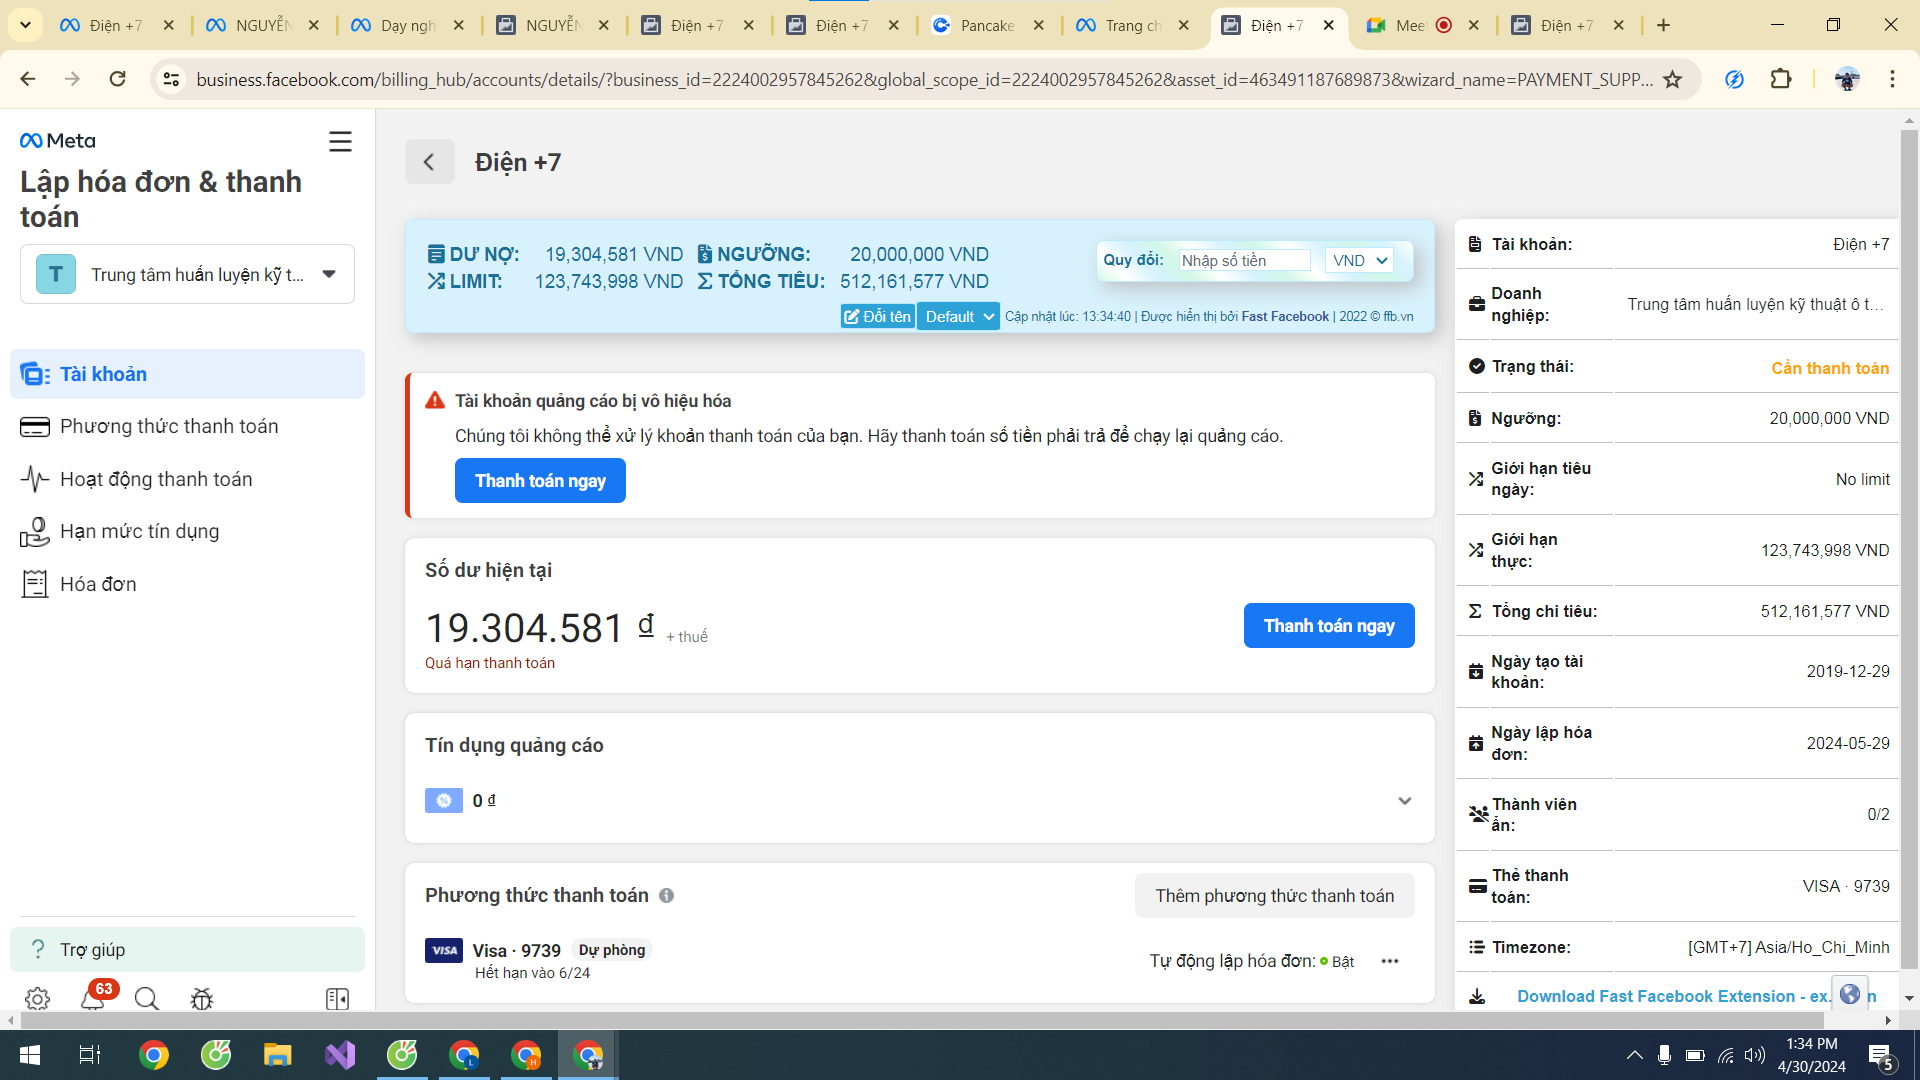 Điện +7
NGUYỄN
Dạy ngh
NGUYỄN
Điện +7
Điện +7
Pancake
Trang ch
Điện +7
Mee
Điện +7
business.facebook.com/billing_hub/accounts/details/?business_id=2224002957845262&global_scope_id=2224002957845262&asset_id=463491187689873&wizard_name=PAYMENT_SUPP...
Meta
Lập hóa đơn & thanh
toán
T
Trung tâm huấn luyện kỹ t...
Tài khoản
Phương thức thanh toán
Hoạt động thanh toán
Hạn mức tín dụng
Hóa đơn
? Trợ giúp
63
Điện +7
DƯ NỢ: 19,304,581 VND NGƯỠNG: 20,000,000 VND
LIMIT: 123,743,998 VND TỔNG TIÊU: 512,161,577 VND
Quy đổi: Nhập số tiền VND
Đổi tên Default Cập nhật lúc: 13:34:40 | Được hiển thị bởi Fast Facebook | 2022 © ffb.vn
Tài khoản quảng cáo bị vô hiệu hóa
Chúng tôi không thể xử lý khoản thanh toán của bạn. Hãy thanh toán số tiền phải trả để chạy lại quảng cáo.
Thanh toán ngay
Số dư hiện tại
19.304.581 ₫ + thuế
Quá hạn thanh toán
Thanh toán ngay
Tín dụng quảng cáo
0 ₫
Phương thức thanh toán
Thêm phương thức thanh toán
VISA Visa · 9739 Dự phòng
Hết hạn vào 6/24
Tự động lập hóa đơn: Bật
Tài khoản: Điện +7
Doanh
nghiệp:
Trung tâm huấn luyện kỹ thuật ô t...
Trạng thái: Cần thanh toán
Ngưỡng: 20,000,000 VND
Giới hạn tiêu
ngày:
No limit
Giới hạn
thực:
123,743,998 VND
Tổng chi tiêu: 512,161,577 VND
Ngày tạo tài
khoản:
2019-12-29
Ngày lập hóa
đơn:
2024-05-29
Thành viên
ẩn:
0/2
Thẻ thanh
toán:
VISA · 9739
Timezone: [GMT+7] Asia/Ho_Chi_Minh
Download Fast Facebook Extension - ex. n
1:34 PM
4/30/2024
5